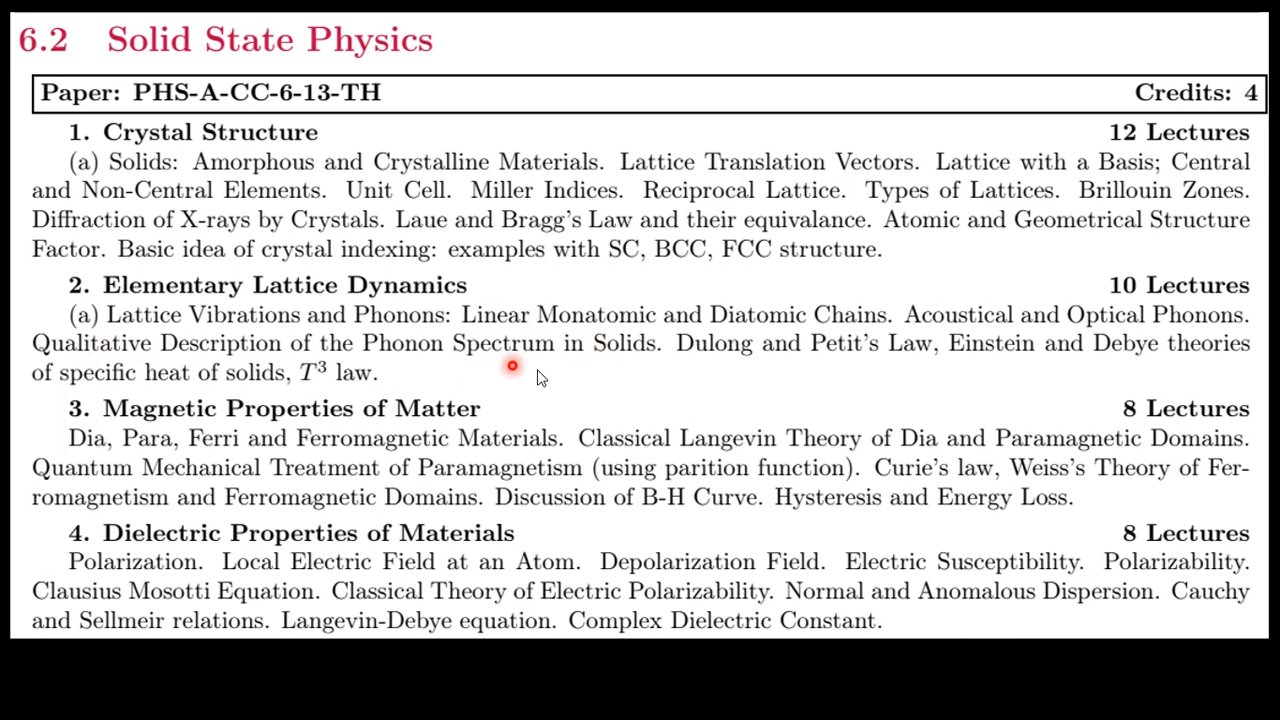 6.2 Solid State Physics
Paper: PHS-A-CC-6-13-TH Credits: 4
1. Crystal Structure 12 Lectures
(a) Solids: Amorphous and Crystalline Materials. Lattice Translation Vectors. Lattice with a Basis; Central
and Non-Central Elements. Unit Cell. Miller Indices. Reciprocal Lattice. Types of Lattices. Brillouin Zones.
Diffraction of X-rays by Crystals. Laue and Bragg's Law and their equivalance. Atomic and Geometrical Structure
Factor. Basic idea of crystal indexing: examples with SC, BCC, FCC structure.
2. Elementary Lattice Dynamics 10 Lectures
(a) Lattice Vibrations and Phonons: Linear Monatomic and Diatomic Chains. Acoustical and Optical Phonons.
Qualitative Description of the Phonon Spectrum in Solids. Dulong and Petit's Law, Einstein and Debye theories
of specific heat of solids, T³ law.
3. Magnetic Properties of Matter 8 Lectures
Dia, Para, Ferri and Ferromagnetic Materials. Classical Langevin Theory of Dia and Paramagnetic Domains.
Quantum Mechanical Treatment of Paramagnetism (using parition function). Curie's law, Weiss's Theory of Fer-
romagnetism and Ferromagnetic Domains. Discussion of B-H Curve. Hysteresis and Energy Loss.
4. Dielectric Properties of Materials 8 Lectures
Polarization. Local Electric Field at an Atom. Depolarization Field. Electric Susceptibility. Polarizability.
Clausius Mosotti Equation. Classical Theory of Electric Polarizability. Normal and Anomalous Dispersion. Cauchy
and Sellmeir relations. Langevin-Debye equation. Complex Dielectric Constant.